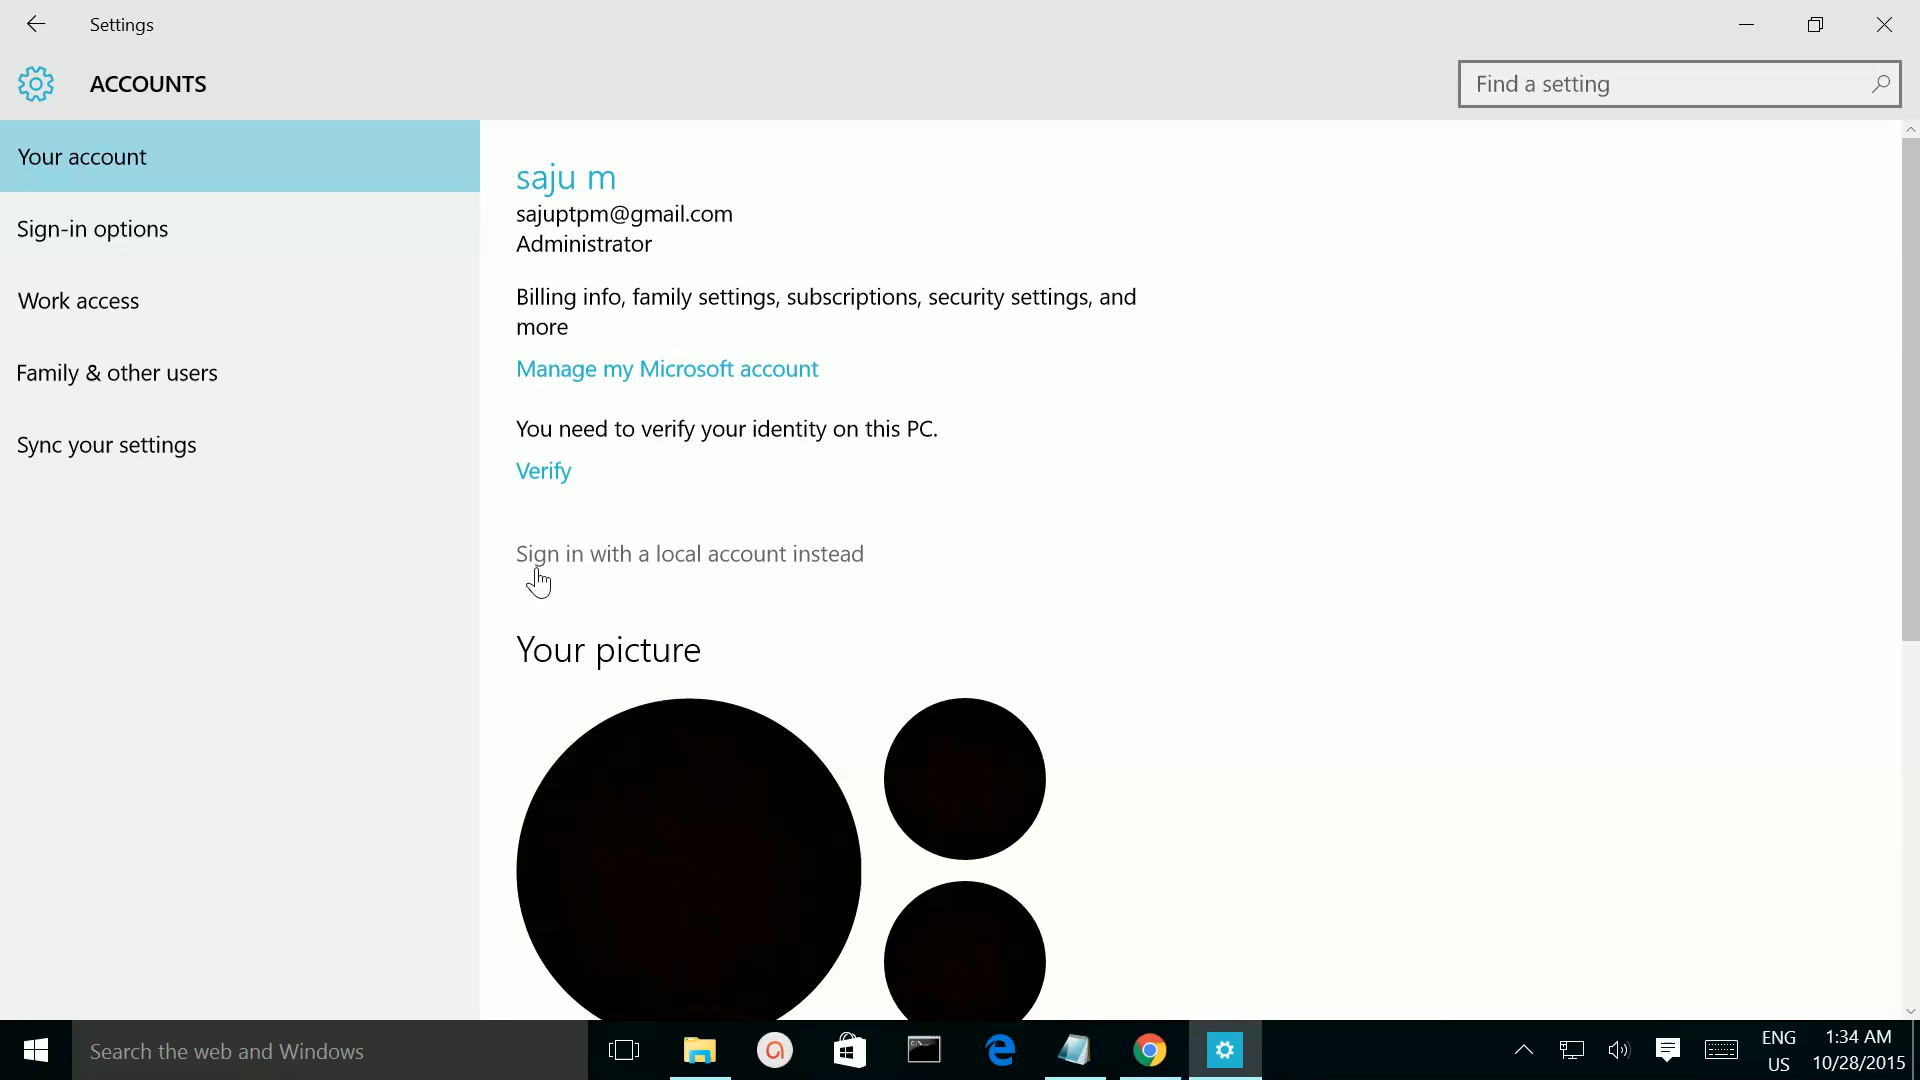 Settings
ACCOUNTS
Find a setting
Your account
Sign-in options
Work access
Family & other users
Sync your settings
saju m
sajuptpm@gmail.com
Administrator
Billing info, family settings, subscriptions, security settings, and
more
Manage my Microsoft account
You need to verify your identity on this PC.
Verify
Sign in with a local account instead
Your picture
Search the web and Windows
ENG
US
1:34 AM
10/28/2015